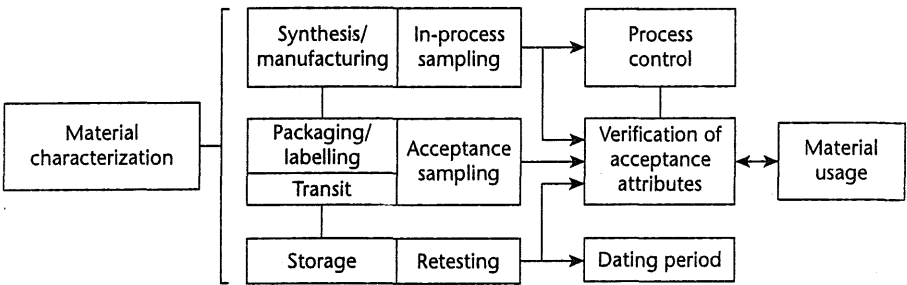 Synthesis/
manufacturing
In-process
sampling
Process
control
Material
characterization
Packaging/
labelling
Transit
Acceptance
sampling
Verification of
acceptance
attributes
Material
usage
Storage
Retesting
Dating period